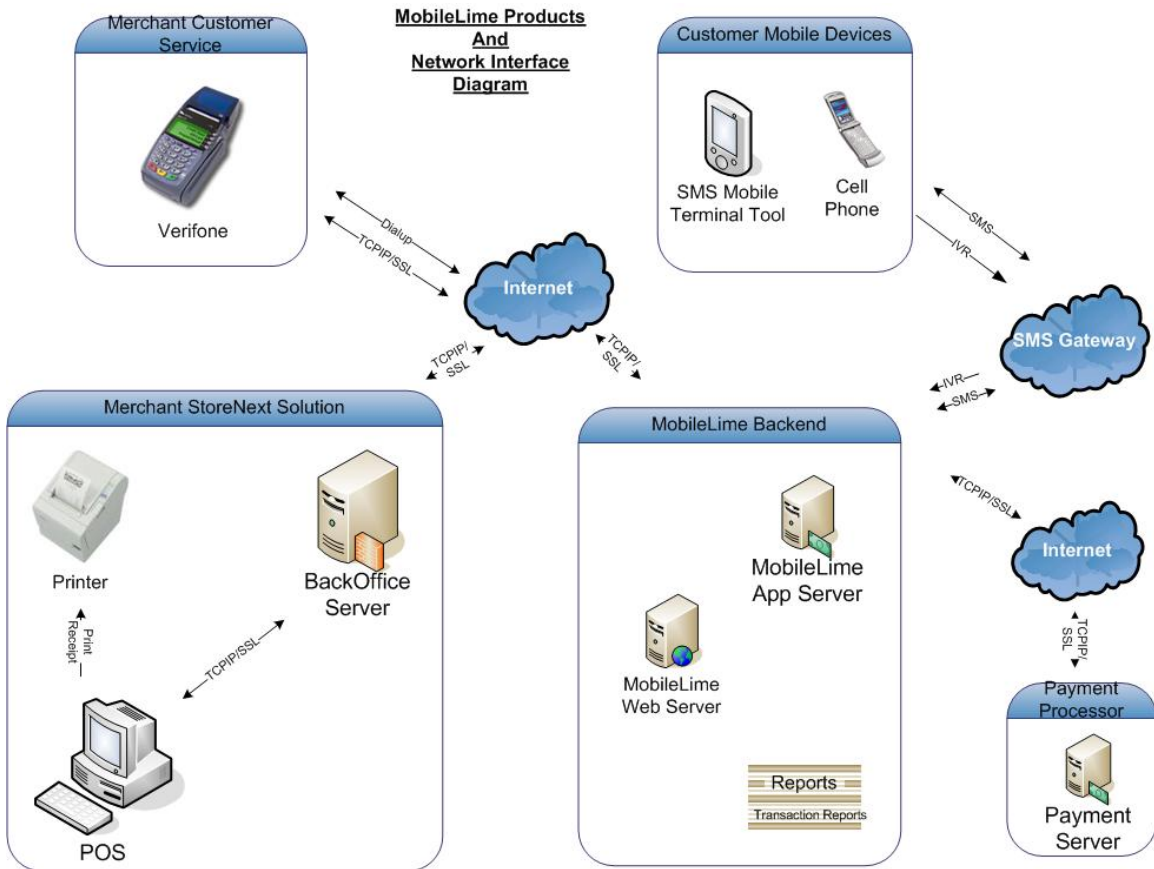 MobileLime Products
And
Network Interface
Diagram
Merchant Customer
Service
Verifone
Customer Mobile Devices
SMS Mobile
Terminal Tool
Cell
Phone
Dialup
TCPIP/SSL
Internet
SMS
IVR
SMS Gateway
TCPIP/
SSL
TCPIP/
SSL
IVR
SMS
Merchant StoreNext Solution
Printer
BackOffice
Server
Print
Receipt
TCPIP/SSL
POS
MobileLime Backend
MobileLime
App Server
MobileLime
Web Server
Reports
Transaction Reports
TCPIP/SSL
Internet
TCPIP/
SSL
Payment
Processor
Payment
Server